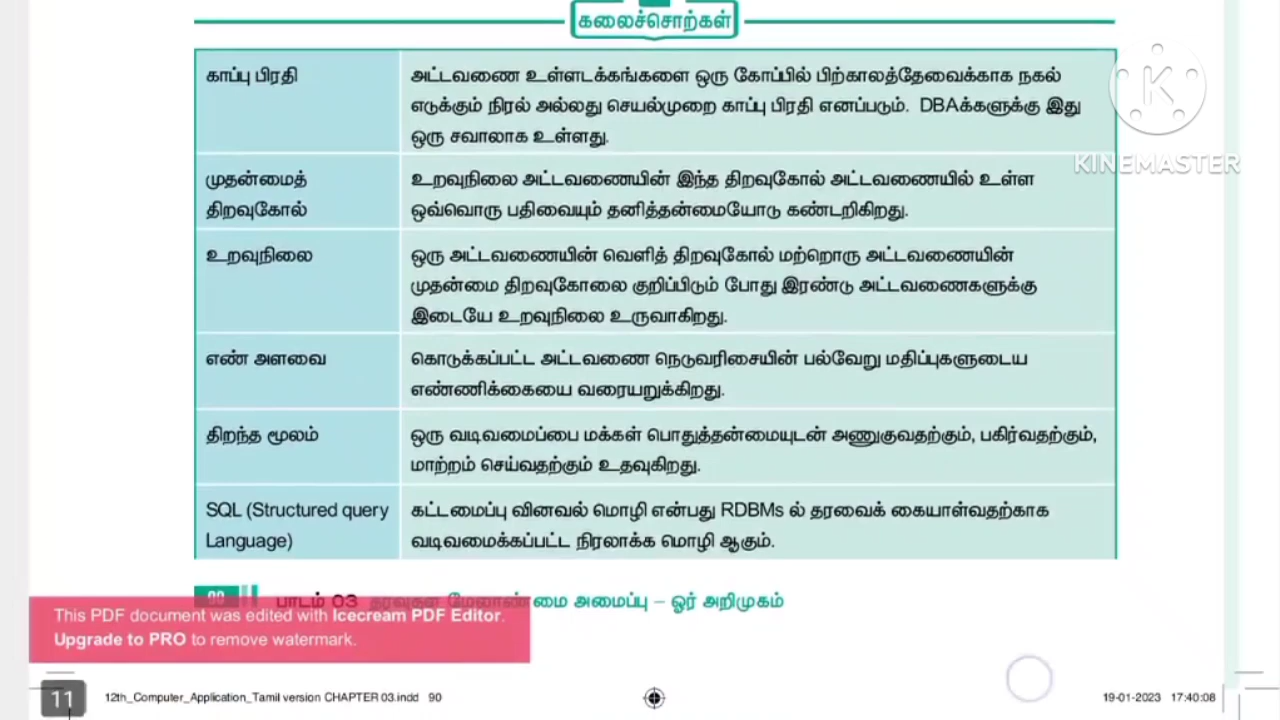 கலைச்சொற்கள்
காப்பு பிரதி
அட்டவணை உள்ளடக்கங்களை ஒரு கோப்பில் பிற்காலத்தேவைக்காக நகல்
எடுக்கும் நிரல் அல்லது செயல்முறை காப்பு பிரதி எனப்படும். DBAக்களுக்கு இது
ஒரு சவாலாக உள்ளது.
முதன்மைத்
திறவுகோல்
உறவுநிலை அட்டவணையின் இந்த திறவுகோல் அட்டவணையில் உள்ள
ஒவ்வொரு பதிவையும் தனித்தன்மையோடு கண்டறிகிறது.
உறவுநிலை
ஒரு அட்டவணையின் வெளித் திறவுகோல் மற்றொரு அட்டவணையின்
முதன்மை திறவுகோலை குறிப்பிடும் போது இரண்டு அட்டவணைகளுக்கு
இடையே உறவுநிலை உருவாகிறது.
எண் அளவை
கொடுக்கப்பட்ட அட்டவணை நெடுவரிசையின் பல்வேறு மதிப்புகளுடைய
எண்ணிக்கையை வரையறுக்கிறது.
திறந்த மூலம்
ஒரு வடிவமைப்பை மக்கள் பொதுத்தன்மையுடன் அணுகுவதற்கும், பகிர்வதற்கும்,
மாற்றம் செய்வதற்கும் உதவுகிறது.
SQL (Structured query
Language)
கட்டமைப்பு வினவல் மொழி என்பது RDBMs ல் தரவைக் கையாள்வதற்காக
வடிவமைக்கப்பட்ட நிரலாக்க மொழி ஆகும்.
K
KINEMASTER
பாடம் 03 தரவுதள மேலாண்மை அமைப்பு – ஓர் அறிமுகம்
This PDF document was edited with Icecream PDF Editor.
Upgrade to PRO to remove watermark.
11
12th_Computer_Application_Tamil version CHAPTER 03.indd 90
19-01-2023 17:40:08